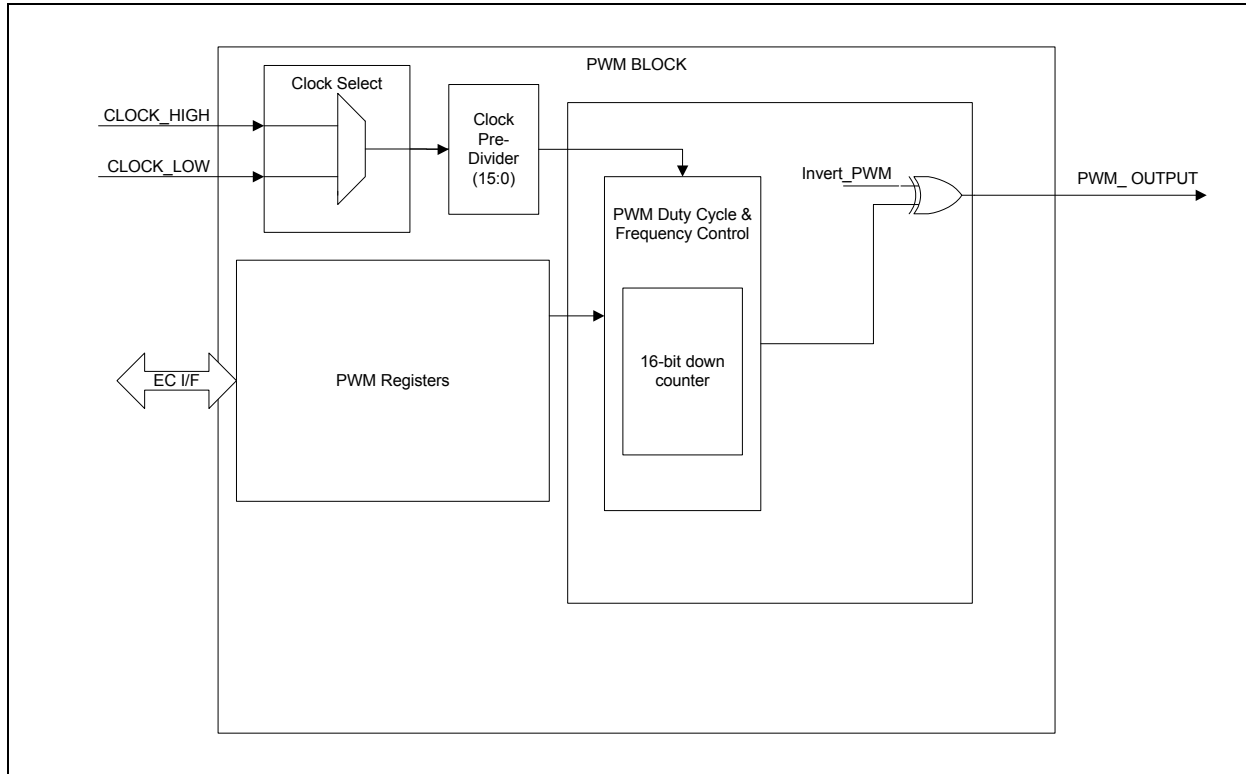 PWM BLOCK
Clock Select
CLOCK_HIGH
CLOCK_LOW
Clock
Pre-
Divider
(15:0)
Invert_PWM
PWM_ OUTPUT
PWM Duty Cycle &
Frequency Control
16-bit down
counter
EC I/F
PWM Registers